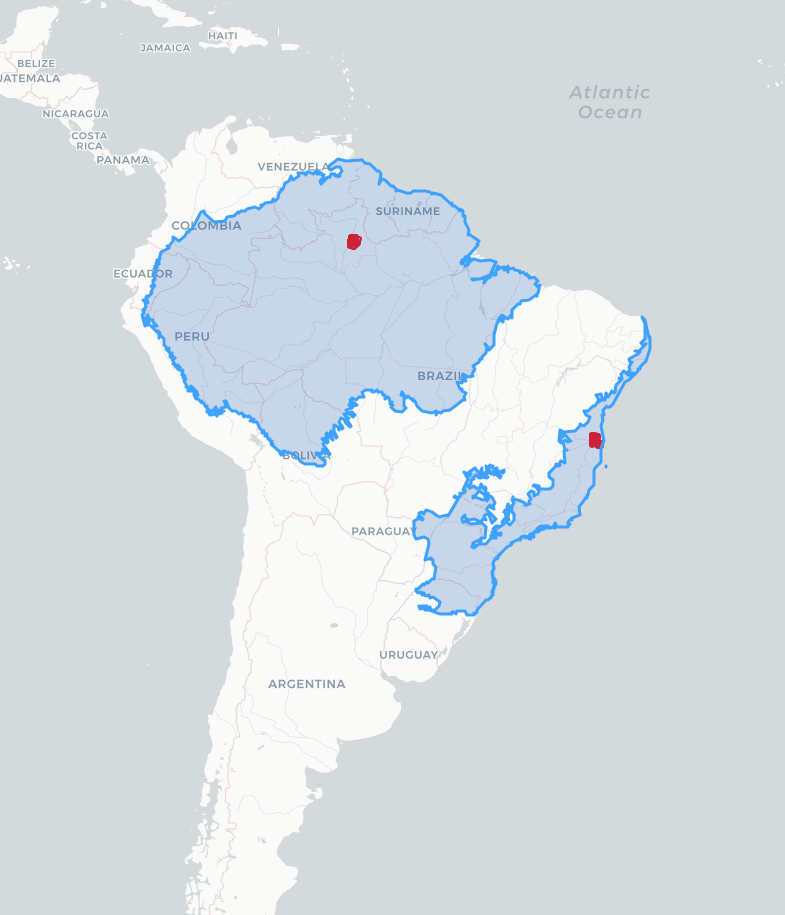 HAITI
JAMAICA
BELIZE
UATEMALA
Atlantic
Ocean
NICARAGUA
COSTA
RICA
PANAMA
VENEZUELA
SURINAME
COLOMBIA
ECUADOR
PERU
BRAZIL
BOLIVIA
PARAGUAY
URUGUAY
ARGENTINA